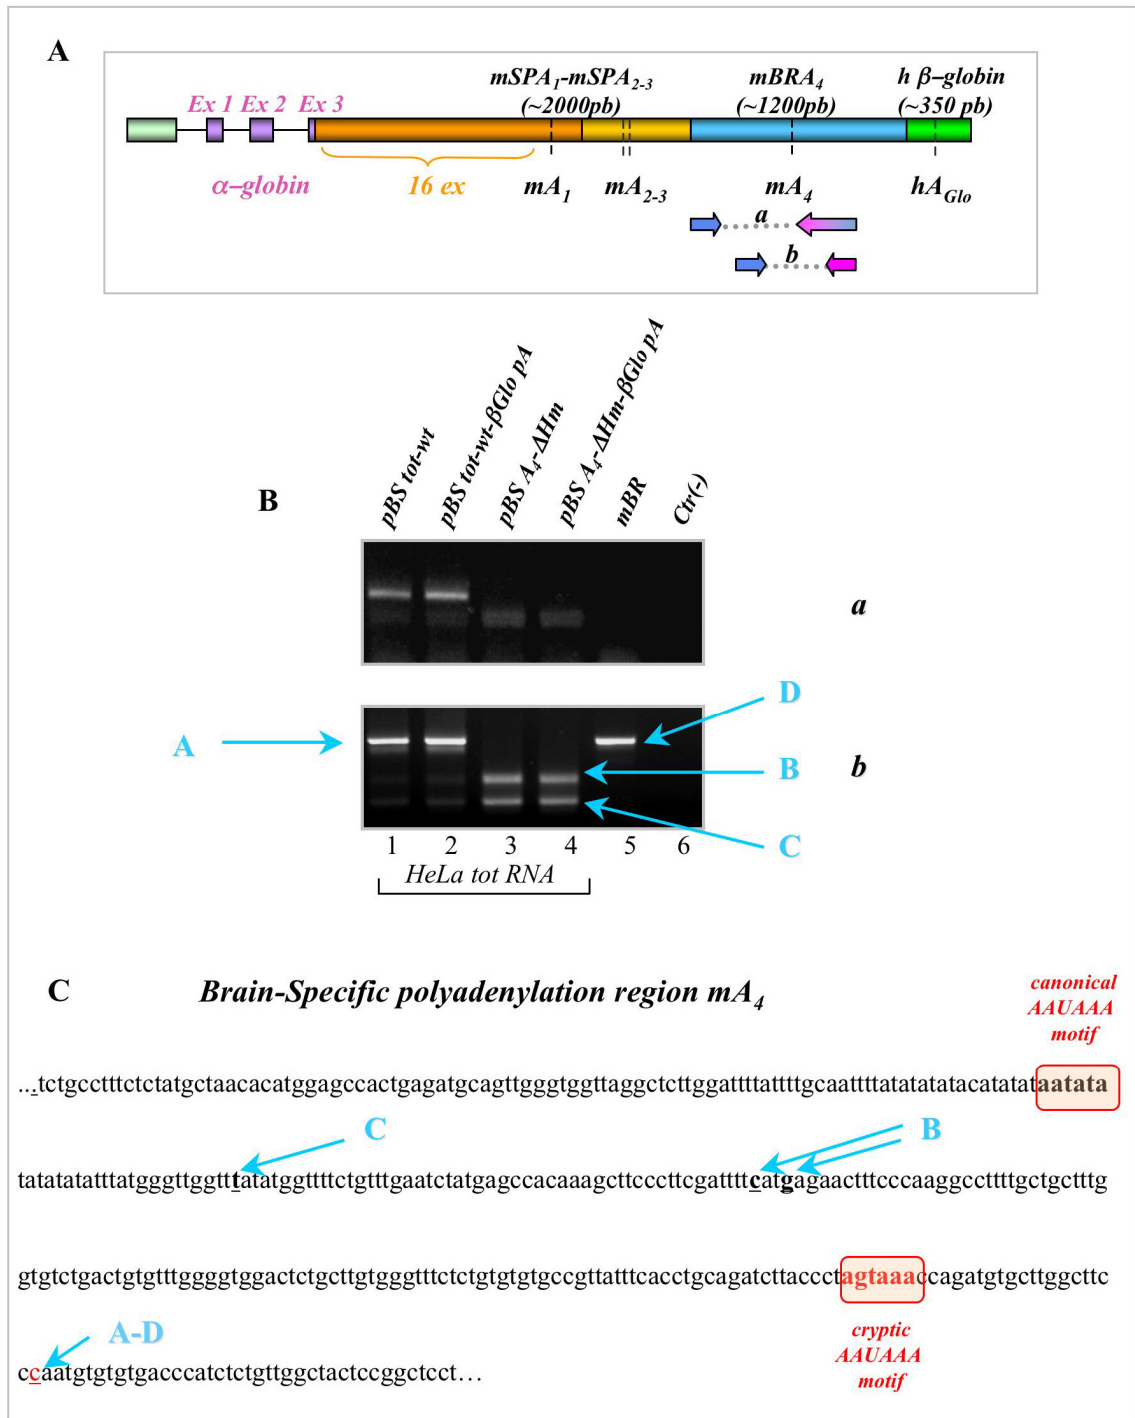 A
mSPA1-mSPA2-3 mBRA4 h β–globin
(~2000pb) (~1200pb) (~350 pb)
Ex 1 Ex 2 Ex 3
α–globin 16 ex mA1 mA2-3 mA4 hAGlo
a
b
B
pBS tot-wt
pBS tot-wt-βGlo pA
pBS A4-ΔHm
pBS A4-ΔHm-βGlo pA
mBR
Ctr(-)
a
D
A
B
b
C
1 2 3 4 5 6
HeLa tot RNA
C Brain-Specific polyadenylation region mA4
canonical
AAUAAA
motif
...tctgcctttctctatgctaacacatggagccactgagatgcagttgggtggttaggctcttggattttattttgcaattttatatatatacatatataatata
C B
tatatatatttatgggttggtttatatggttttctgtttgaatctatgagccacaaagcttcccttcgattttcatgagaactttcccaaggccttttgctgctttg
gtgtctgactgtgtttggggtggactctgcttgtgggtttctctgtgtgtgccgttatttcacctgcagatcttaccctagtaaaccagatgtgcttggcttc
A-D
cryptic
AAUAAA
motif
ccaatgtgtgtgacccatctctgttggctactccggctcct…